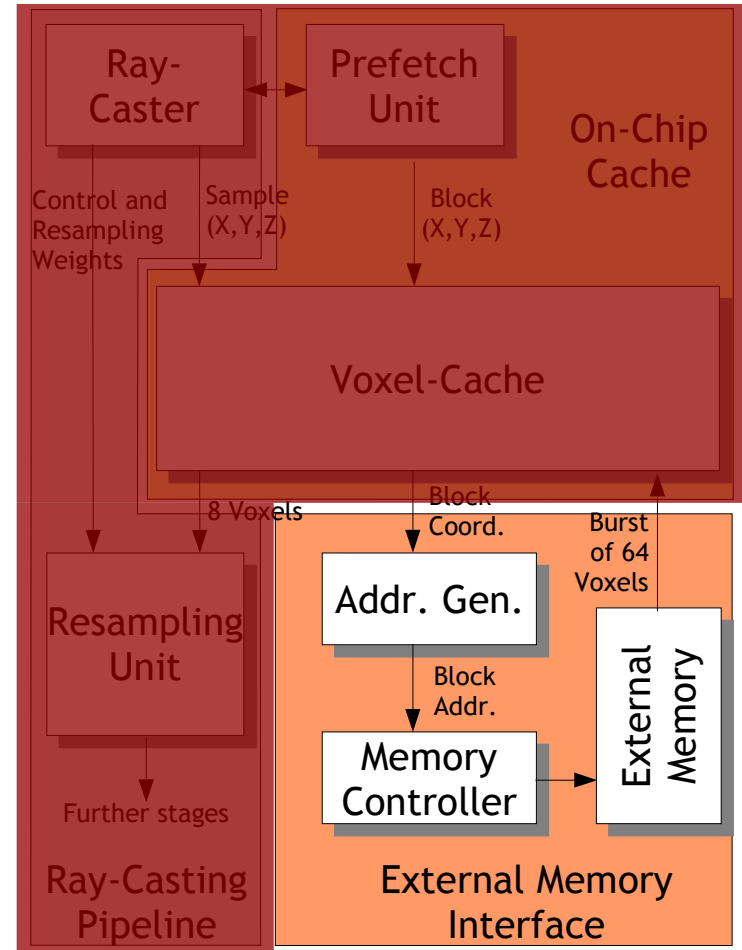 Ray-
Caster
Prefetch
Unit
On-Chip
Cache
Control and
Resampling
Weights
Sample
(X,Y,Z)
Block
(X,Y,Z)
Voxel-Cache
8 Voxels
Block
Coord.
Burst
of 64
Voxels
Resampling
Unit
Addr. Gen.
Block
Addr.
External
Memory
Memory
Controller
Further stages
Ray-Casting
Pipeline
External Memory
Interface